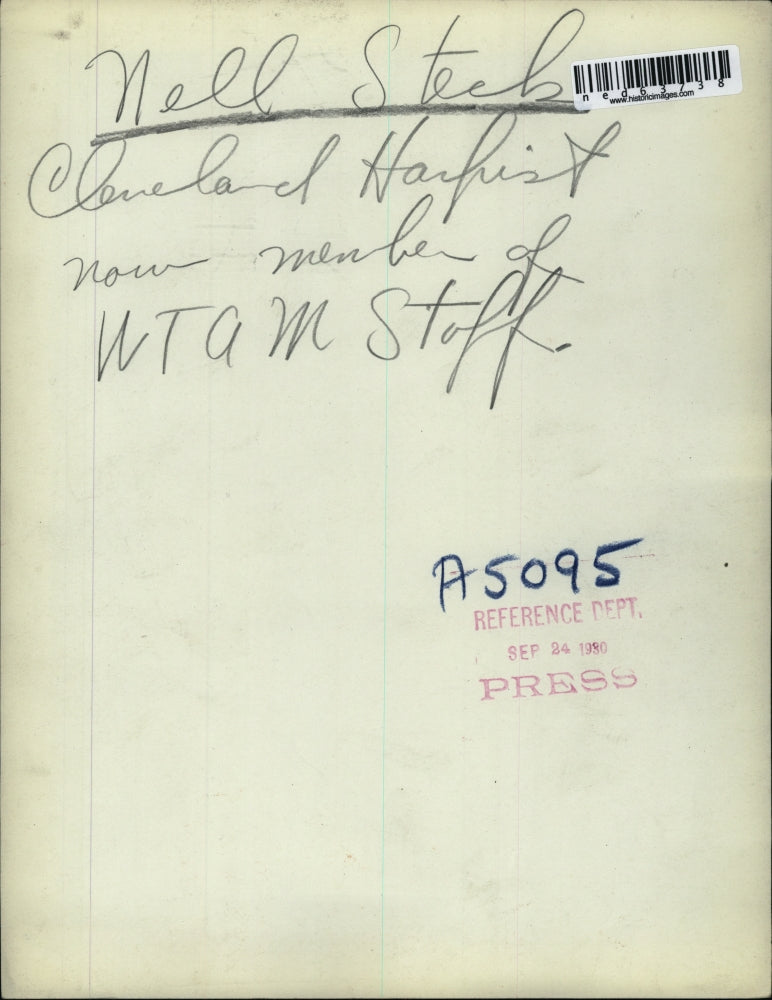 Nell Steck
ned63738
www.historicimages.com
Cleveland Harpist
now member of
WTAM Staff.
A5095
REFERENCE DEPT.
SEP 24 1930
PRESS